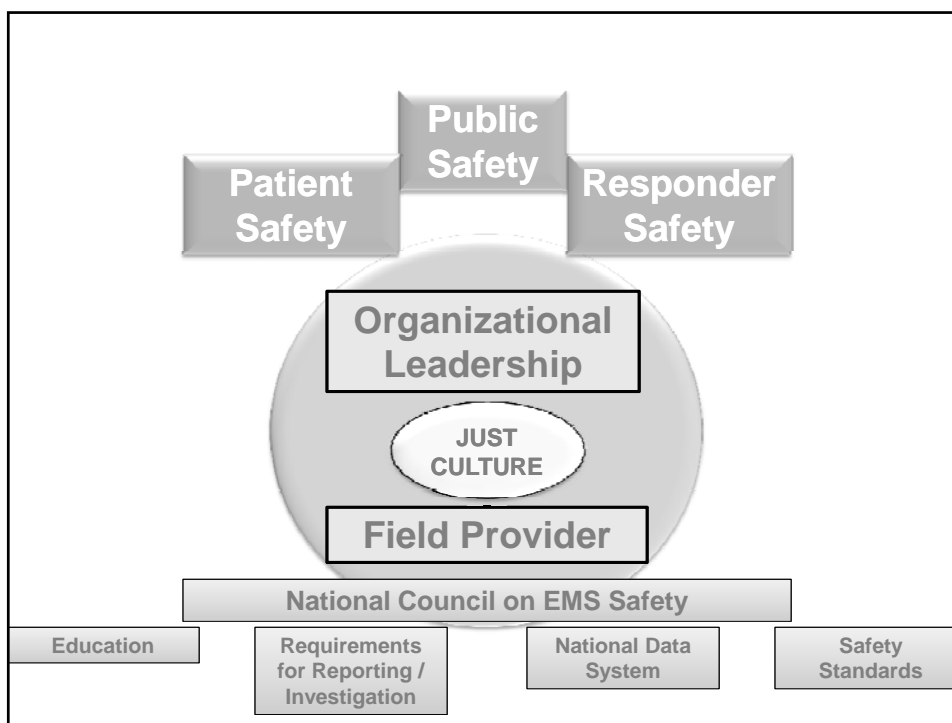 Public
Safety
Patient
Safety
Responder
Safety
Organizational
Leadership
JUST
CULTURE
Field Provider
National Council on EMS Safety
Education
Requirements
for Reporting /
Investigation
National Data
System
Safety
Standards